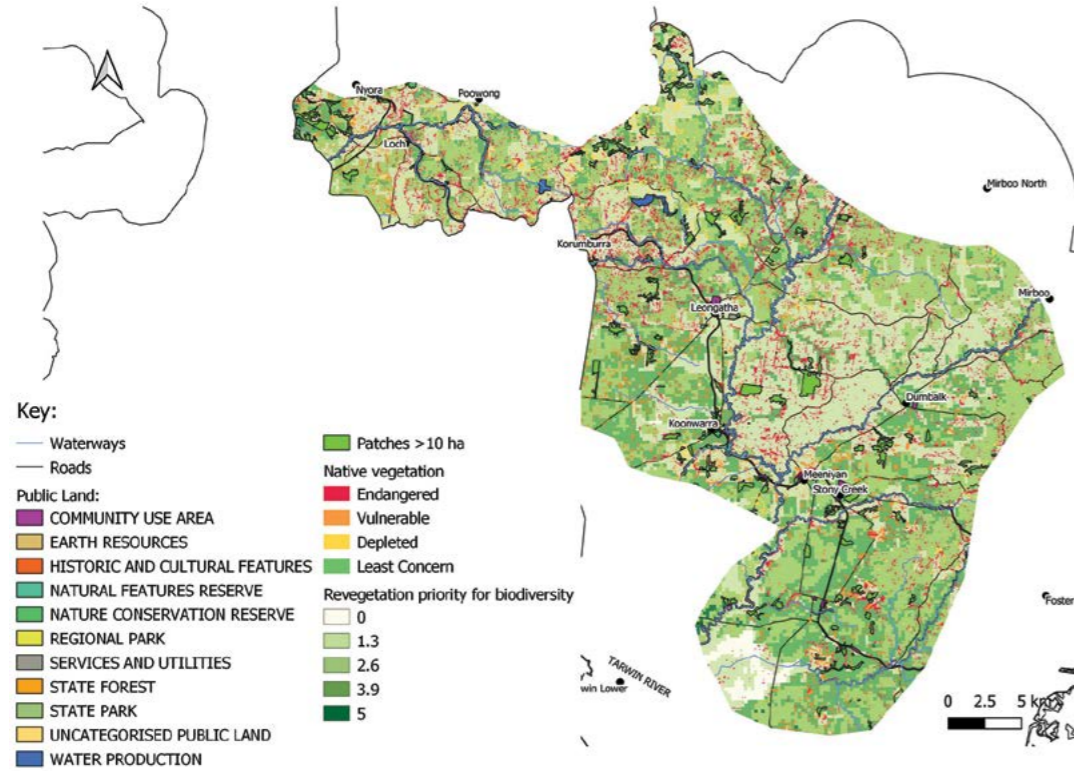 Nyora
Poowong
Loch
Mirboo North
Korumburra
Mirboo
Leongatha
Dumbalk
Koonwarra
Meeniyan
Stony Creek
Foster
TARWIN RIVER
win Lower
0 2.5 5 km
Key:
Waterways
Roads
Public Land:
COMMUNITY USE AREA
EARTH RESOURCES
HISTORIC AND CULTURAL FEATURES
NATURAL FEATURES RESERVE
NATURE CONSERVATION RESERVE
REGIONAL PARK
SERVICES AND UTILITIES
STATE FOREST
STATE PARK
UNCATEGORISED PUBLIC LAND
WATER PRODUCTION
Patches >10 ha
Native vegetation
Endangered
Vulnerable
Depleted
Least Concern
Revegetation priority for biodiversity
0
1.3
2.6
3.9
5